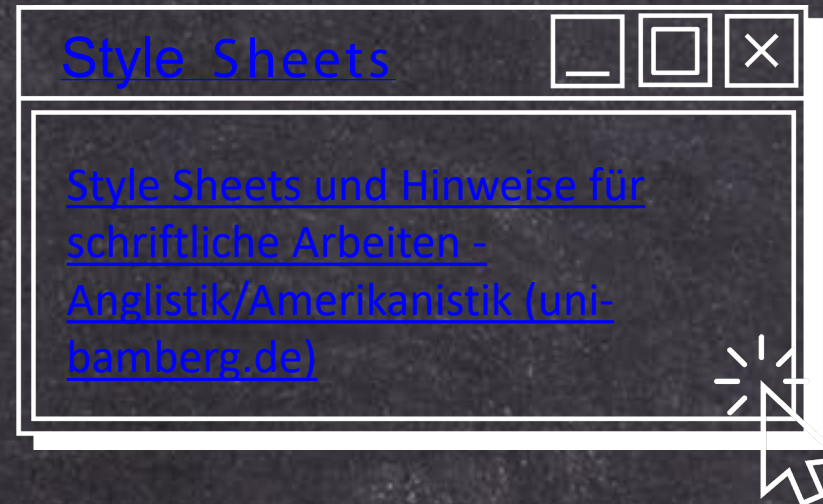 Style Sheets
Style Sheets und Hinweise für
schriftliche Arbeiten -
Anglistik/Amerikanistik (uni-
bamberg.de)